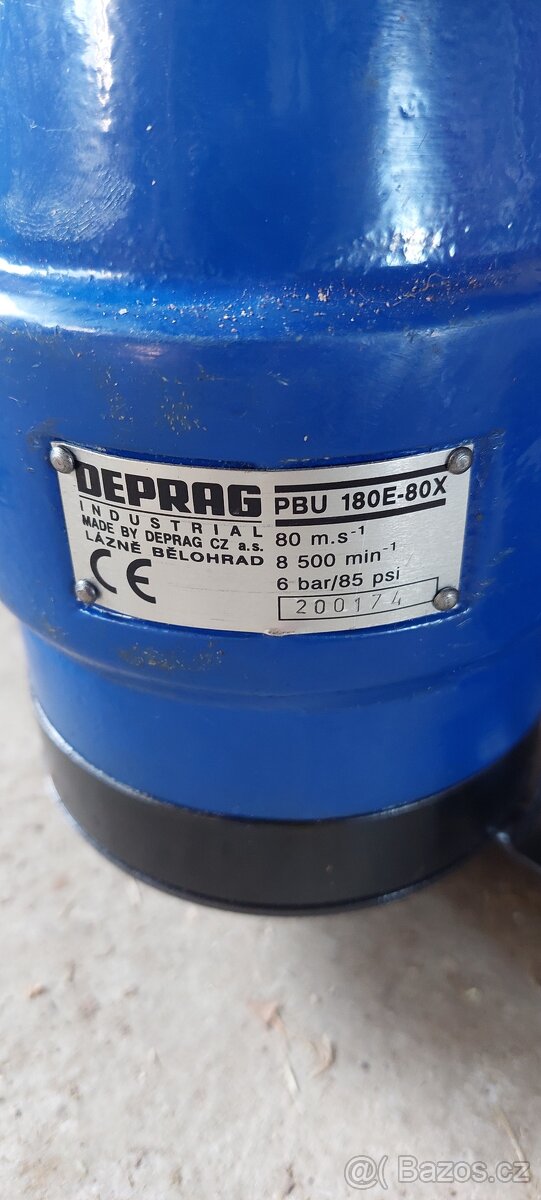 DEPRAG
INDUSTRIAL
MADE BY DEPRAG CZ a.s.
LÁZNĚ BĚLOHRAD
CE
PBU 180E-80X
80 m.s⁻¹
8 500 min⁻¹
6 bar/85 psi
200174
Bazos.cz